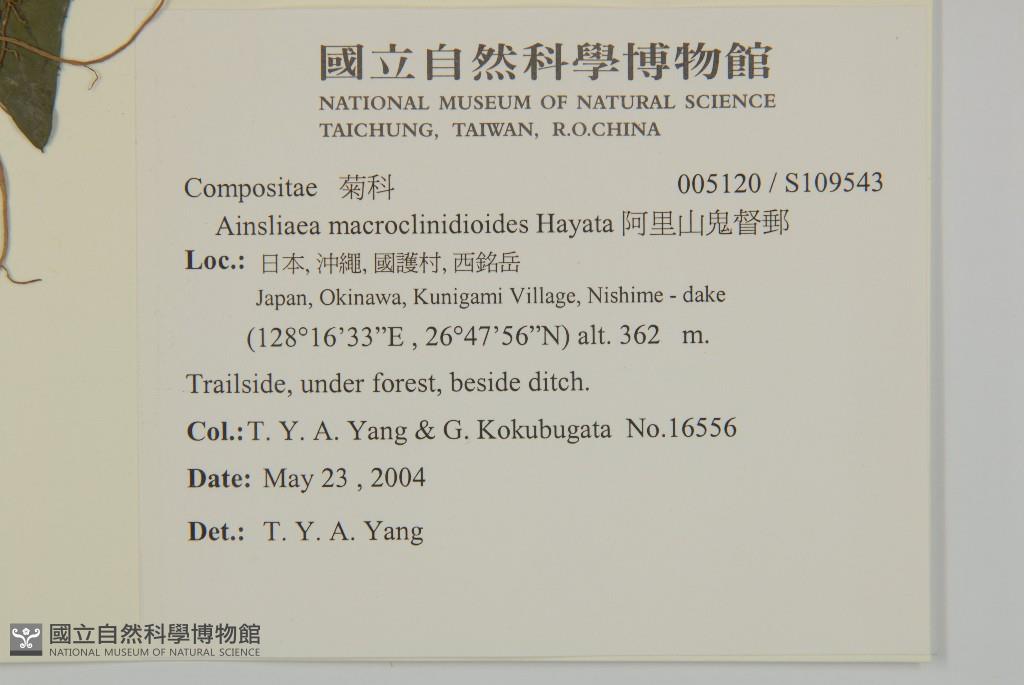 國立自然科學博物館
NATIONAL MUSEUM OF NATURAL SCIENCE
TAICHUNG, TAIWAN, R.O.CHINA
Compositae 菊科 005120 / S109543
Ainsliaea macroclinidioides Hayata 阿里山鬼督郵
Loc.: 日本, 沖繩, 國護村, 西銘岳
Japan, Okinawa, Kunigami Village, Nishime - dake
(128°16’33”E , 26°47’56”N) alt. 362 m.
Trailside, under forest, beside ditch.
Col.: T. Y. A. Yang & G. Kokubugata No.16556
Date: May 23 , 2004
Det.: T. Y. A. Yang
國立自然科學博物館
NATIONAL MUSEUM OF NATURAL SCIENCE